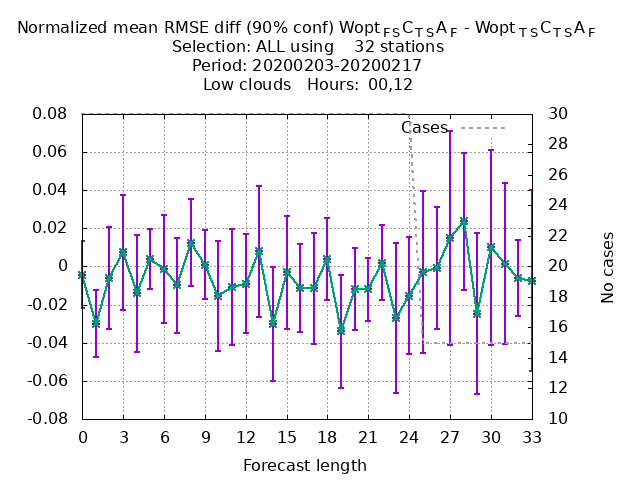 Normalized mean RMSE diff (90% conf) Wopt FS C TS A F - Wopt TS C TS A F
Selection: ALL using 32 stations
Period: 20200203-20200217
Low clouds Hours: 00,12
Cases
0.08
0.06
0.04
0.02
0
-0.02
-0.04
-0.06
-0.08
30
28
26
24
22
20
18
16
14
12
10
No cases
0 3 6 9 12 15 18 21 24 27 30 33
Forecast length